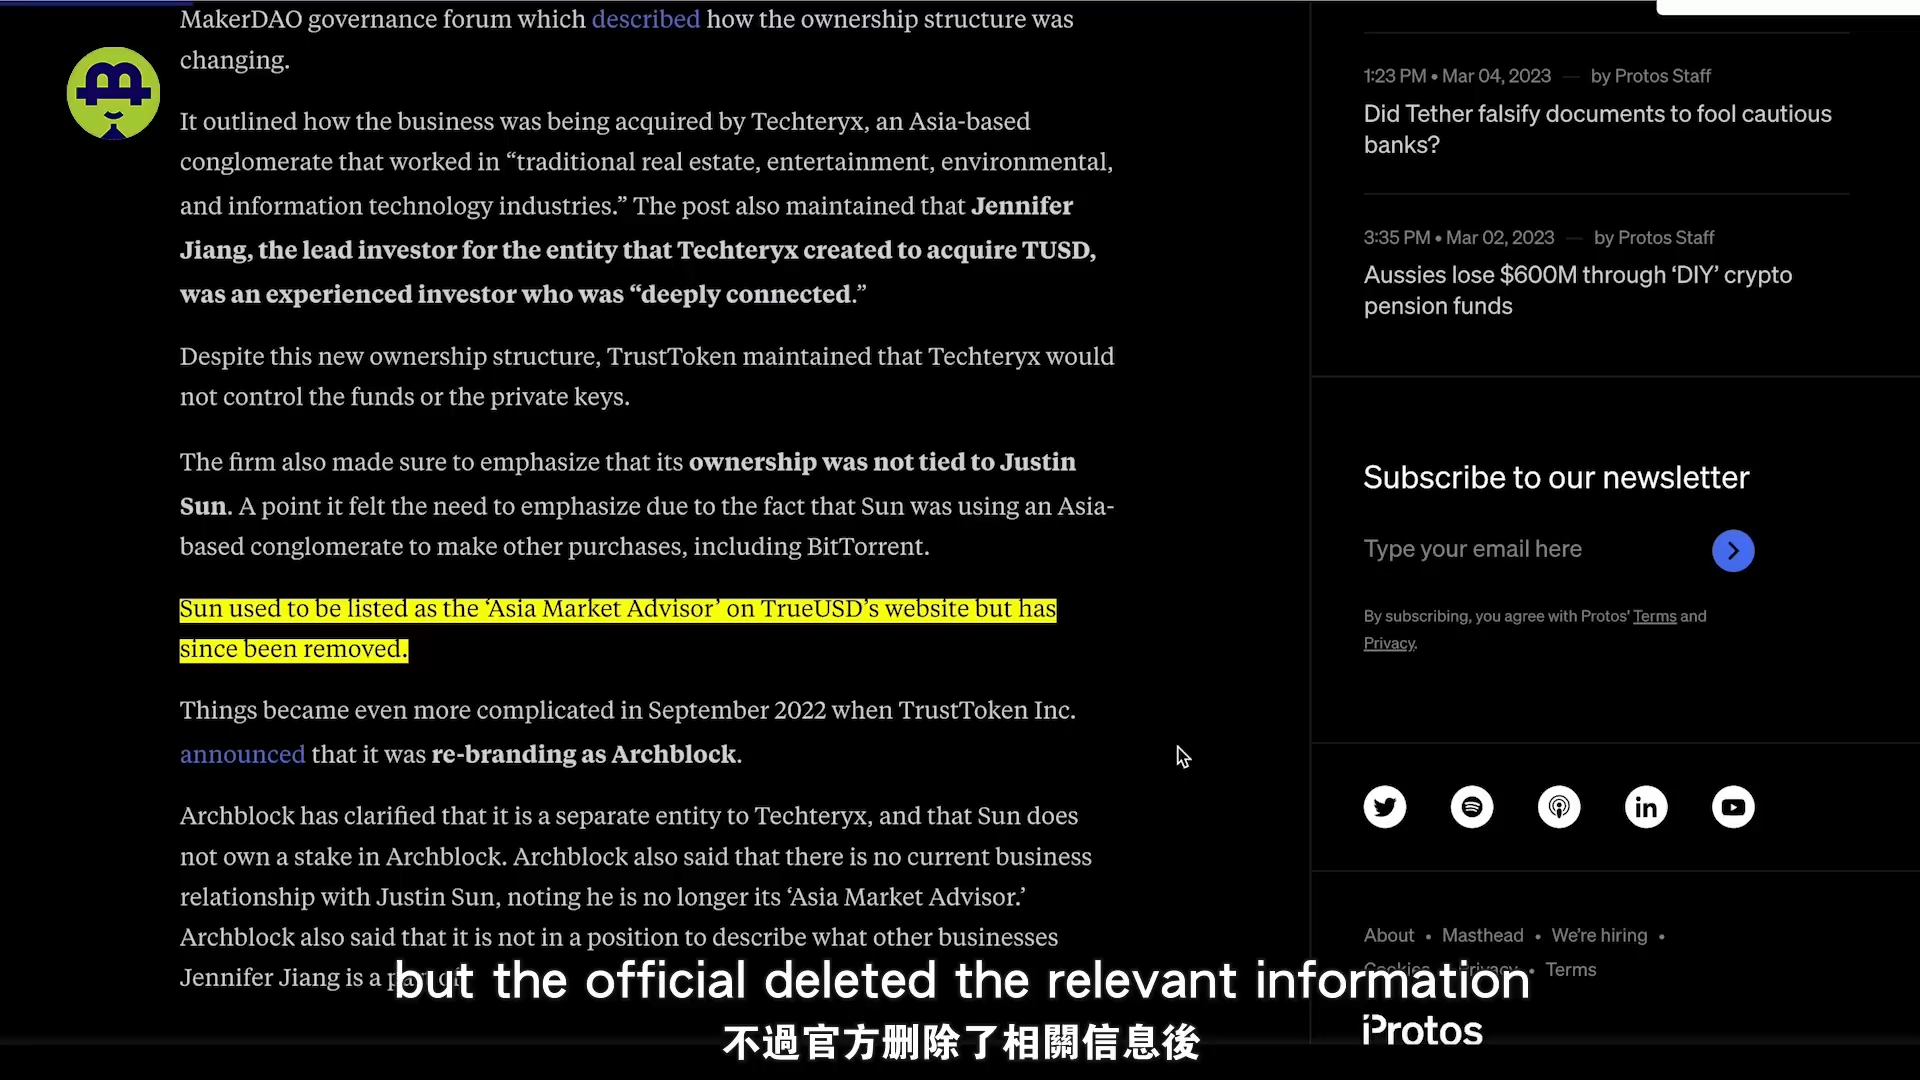 MakerDAO governance forum which described how the ownership structure was
changing.
It outlined how the business was being acquired by Techteryx, an Asia-based
conglomerate that worked in “traditional real estate, entertainment, environmental,
and information technology industries.” The post also maintained that Jennifer
Jiang, the lead investor for the entity that Techteryx created to acquire TUSD,
was an experienced investor who was “deeply connected.”
Despite this new ownership structure, TrustToken maintained that Techteryx would
not control the funds or the private keys.
The firm also made sure to emphasize that its ownership was not tied to Justin
Sun. A point it felt the need to emphasize due to the fact that Sun was using an Asia-
based conglomerate to make other purchases, including BitTorrent.
Sun used to be listed as the ‘Asia Market Advisor’ on TrueUSD’s website but has
since been removed.
Things became even more complicated in September 2022 when TrustToken Inc.
announced that it was re-branding as Archblock.
Archblock has clarified that it is a separate entity to Techteryx, and that Sun does
not own a stake in Archblock. Archblock also said that there is no current business
relationship with Justin Sun, noting he is no longer its ‘Asia Market Advisor.’
Archblock also said that it is not in a position to describe what other businesses
Jennifer Jiang is a
1:23 PM • Mar 04, 2023 — by Protos Staff
Did Tether falsify documents to fool cautious
banks?
3:35 PM • Mar 02, 2023 — by Protos Staff
Aussies lose $600M through ‘DIY’ crypto
pension funds
Subscribe to our newsletter
Type your email here
By subscribing, you agree with Protos' Terms and
Privacy.
About • Masthead • We’re hiring •
Cookies • Privacy • Terms
Protos
but the official deleted the relevant information
不過官方删除了相關信息後